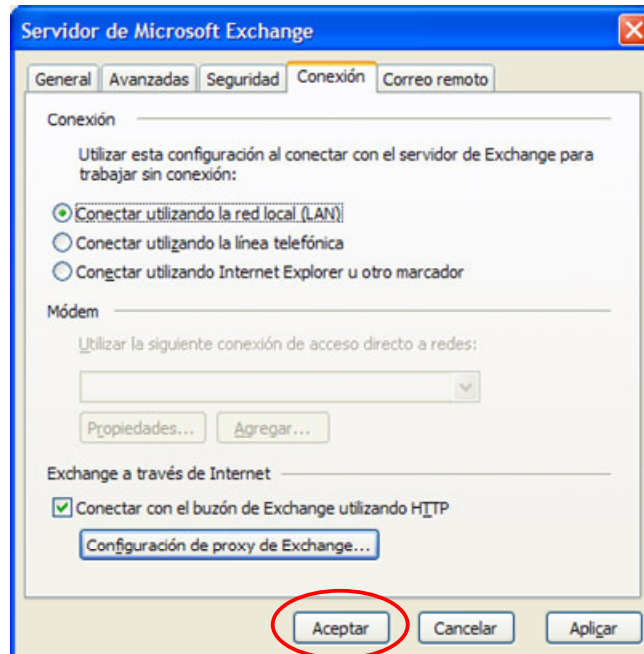 Servidor de Microsoft Exchange
General Avanzadas Seguridad Conexión Correo remoto
Conexión
Utilizar esta configuración al conectar con el servidor de Exchange para
trabajar sin conexión:
Conectar utilizando la red local (LAN)
Conectar utilizando la línea telefónica
Conectar utilizando Internet Explorer u otro marcador
Módem
Utilizar la siguiente conexión de acceso directo a redes:
Propiedades... Agregar...
Exchange a través de Internet
Conectar con el buzón de Exchange utilizando HTTP
Configuración de proxy de Exchange...
Aceptar Cancelar Aplicar